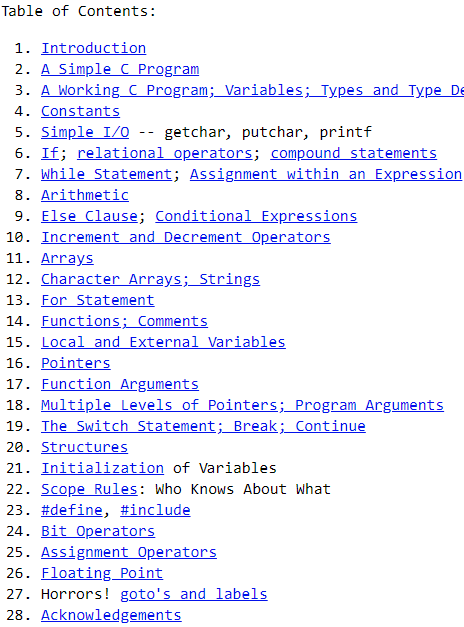 Table of Contents:
1. Introduction
2. A Simple C Program
3. A Working C Program; Variables; Types and Type De
4. Constants
5. Simple I/O -- getchar, putchar, printf
6. If; relational operators; compound statements
7. While Statement; Assignment within an Expression
8. Arithmetic
9. Else Clause; Conditional Expressions
10. Increment and Decrement Operators
11. Arrays
12. Character Arrays; Strings
13. For Statement
14. Functions; Comments
15. Local and External Variables
16. Pointers
17. Function Arguments
18. Multiple Levels of Pointers; Program Arguments
19. The Switch Statement; Break; Continue
20. Structures
21. Initialization of Variables
22. Scope Rules: Who Knows About What
23. #define, #include
24. Bit Operators
25. Assignment Operators
26. Floating Point
27. Horrors! goto's and labels
28. Acknowledgements